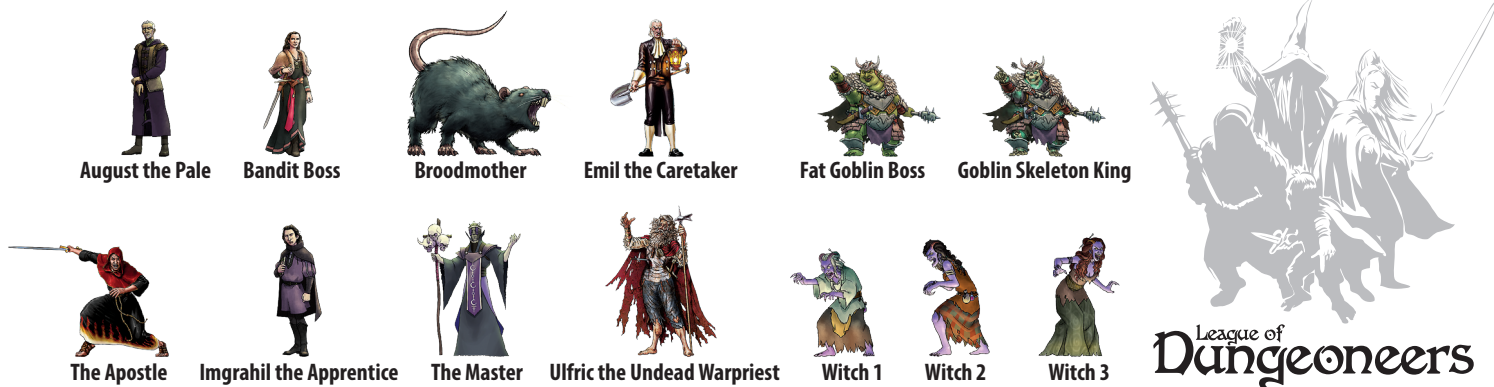 August the Pale
Bandit Boss
Broodmother
Emil the Caretaker
Fat Goblin Boss
Goblin Skeleton King
The Apostle
Imgrahil the Apprentice
The Master
Ulfric the Undead Warpriest
Witch 1
Witch 2
Witch 3
League of
Dungeoneers